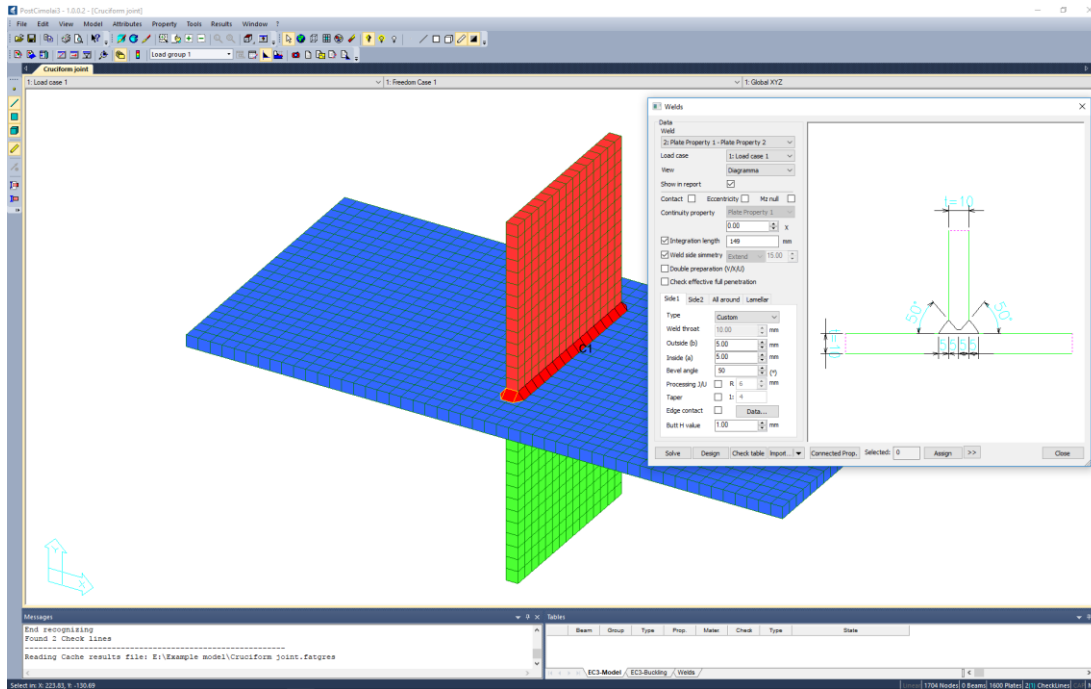 PostCimolai3 - 1.0.0.2 - [Cruciform joint]
File Edit View Model Attributes Property Tools Results Window ?
Load group 1
Cruciform joint
1: Load case 1
1: Freedom Case 1
1: Global XYZ
C1
Y
X
Welds
Data
Weld
2: Plate Property 1 - Plate Property 2
Load case 1: Load case 1
View Diagramma
Show in report
Contact Eccentricity Mz null
Continuity property Plate Property 1
0.00 X
Integration length 149 mm
Weld side simmetry Extend 15.00
Double preparation (V/X/U)
Check effective full penetration
Side1 Side2 All around Lamellar
Type Custom
Weld throat 10.00 mm
Outside (b) 5.00 mm
Inside (a) 5.00 mm
Bevel angle 50 (°)
Processing J/U R 6 mm
Taper 1: 4
Edge contact Data...
Butt H value 1.00 mm
t=10
50° 50°
t=10
5 5 5 5
Solve Design Check table Import... Connected Prop. Selected: 0 Assign >> Close
Messages
End recognising
Found 2 Check lines
Reading Cache results file: E:\Example model\Cruciform joint.fatgres
Tables
Beam Group Type Prop. Mater. Check Type State
EC3-Model EC3-Buckling Welds
Select in: X: 223.83, Y: -130.69
1704 Nodes 0 Beams 1600 Plates 2(1) CheckLines